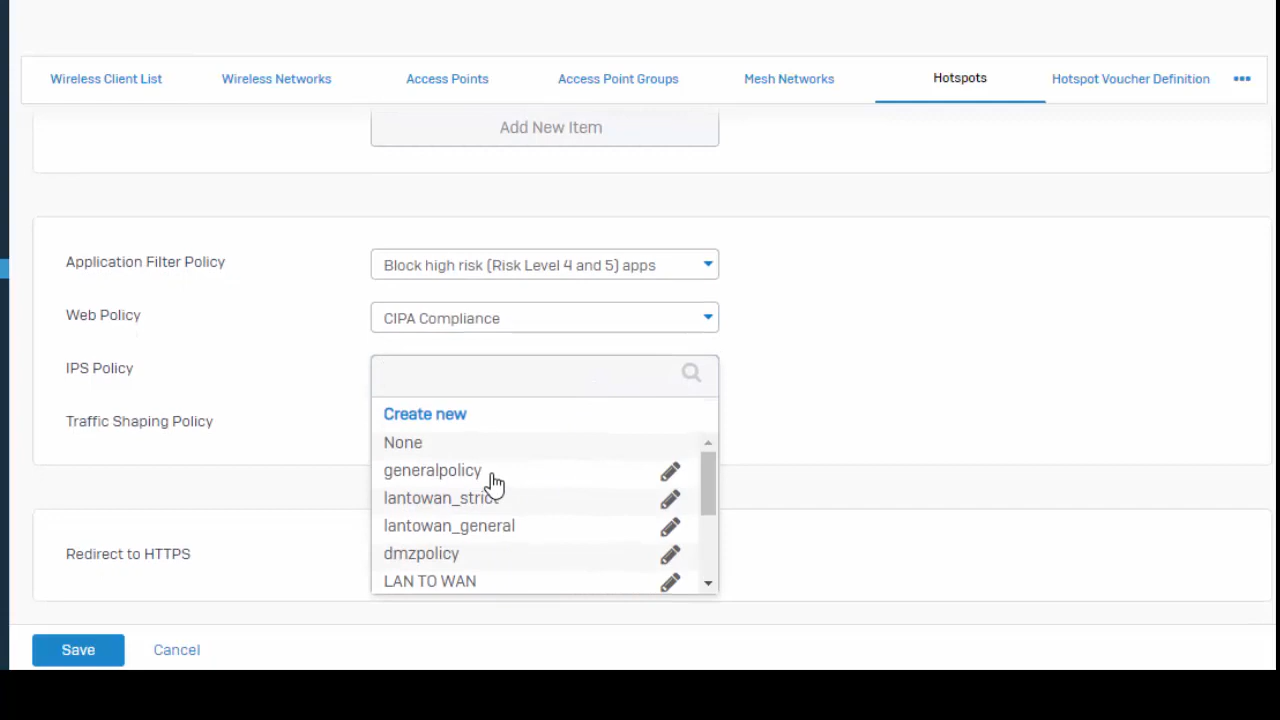 Wireless Client List Wireless Networks Access Points Access Point Groups Mesh Networks Hotspots Hotspot Voucher Definition •••
Add New Item
Application Filter Policy Block high risk (Risk Level 4 and 5) apps
Web Policy CIPA Compliance
IPS Policy
Create new
Traffic Shaping Policy
None
generalpolicy
lantowan_strict
lantowan_general
Redirect to HTTPS dmzpolicy
LAN TO WAN
Save Cancel